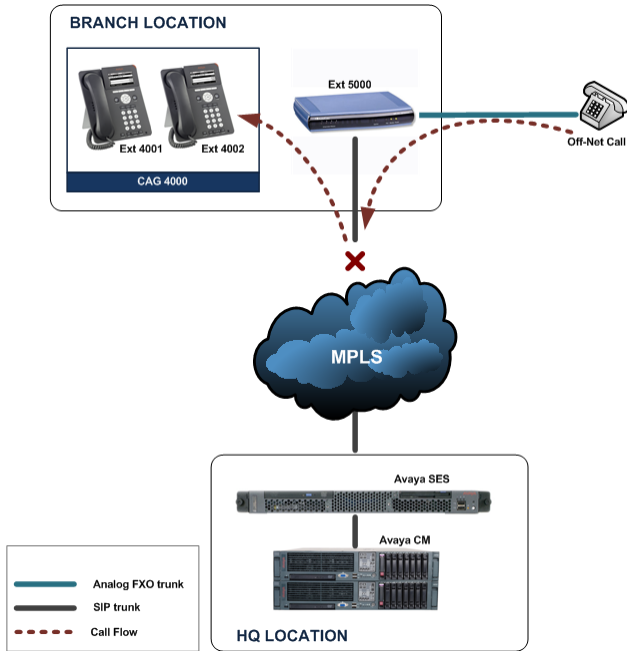 BRANCH LOCATION
Ext 5000
Ext 4001
Ext 4002
CAG 4000
Off-Net Call
MPLS
Avaya SES
Avaya CM
HQ LOCATION
Analog FXO trunk
SIP trunk
Call Flow